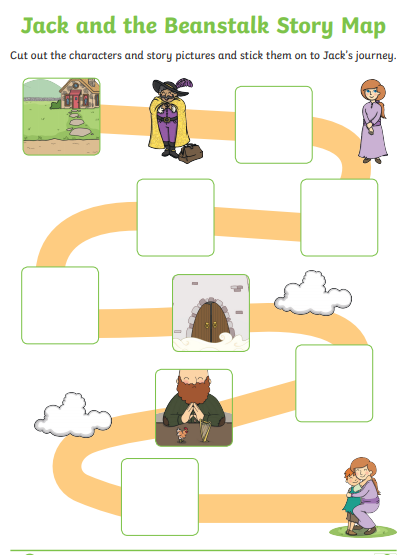 Jack and the Beanstalk Story Map
Cut out the characters and story pictures and stick them on to Jack's journey.